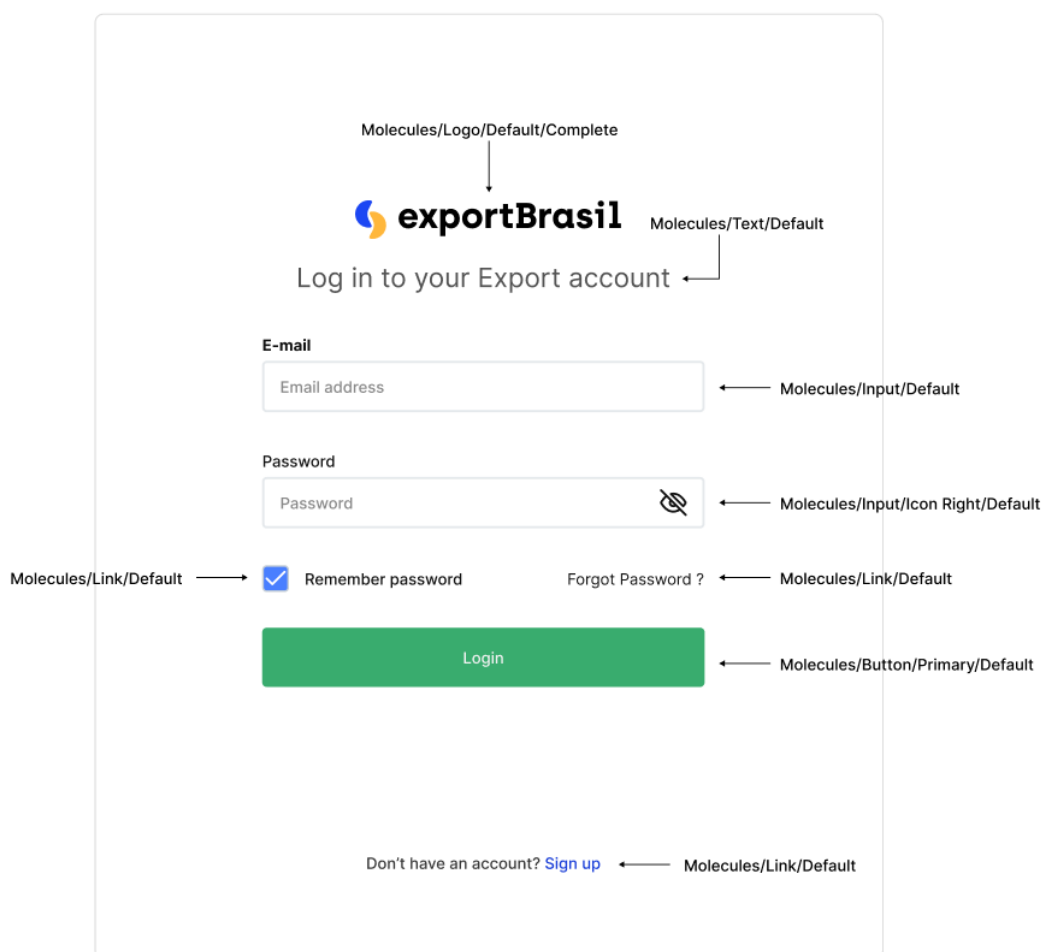 Molecules/Logo/Default/Complete
exportBrasil
Molecules/Text/Default
Log in to your Export account
E-mail
Email address
Molecules/Input/Default
Password
Password
Molecules/Input/Icon Right/Default
Molecules/Link/Default
Remember password
Forgot Password ?
Molecules/Link/Default
Login
Molecules/Button/Primary/Default
Don’t have an account? Sign up
Molecules/Link/Default